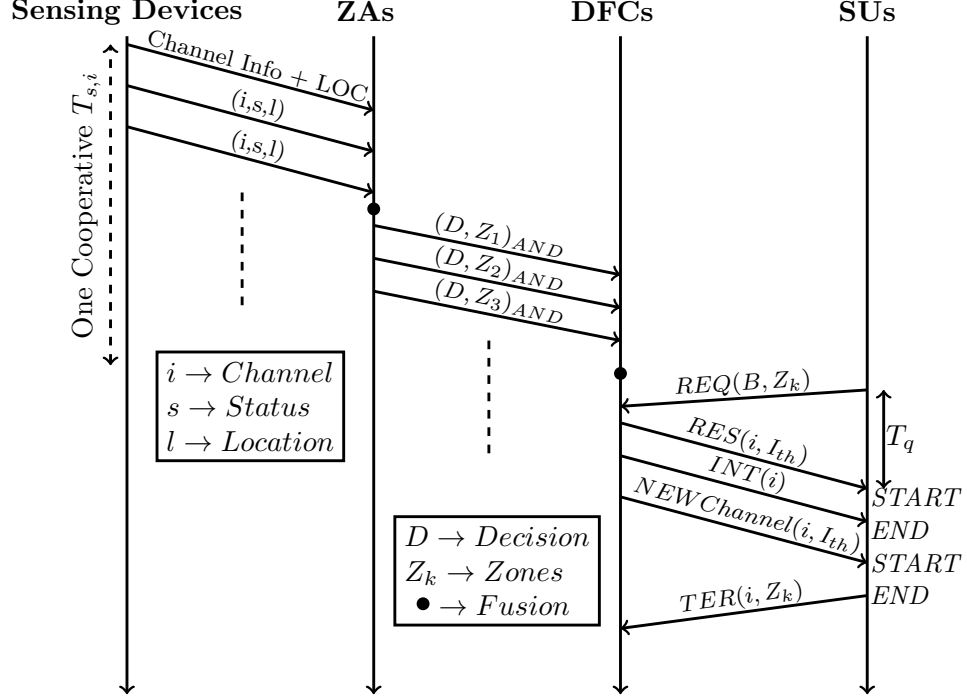 Sensing Devices
ZAs
DFCs
SUs
Channel Info + LOC
(i,s,l)
(i,s,l)
One Cooperative T_{s,i}
(D, Z_1)_{AND}
(D, Z_2)_{AND}
(D, Z_3)_{AND}
i → Channel
s → Status
l → Location
REQ(B, Z_k)
RES(i, I_{th})
T_q
INT(i)
START
NEWChannel(i, I_{th})
END
START
TER(i, Z_k)
END
D → Decision
Z_k → Zones
● → Fusion